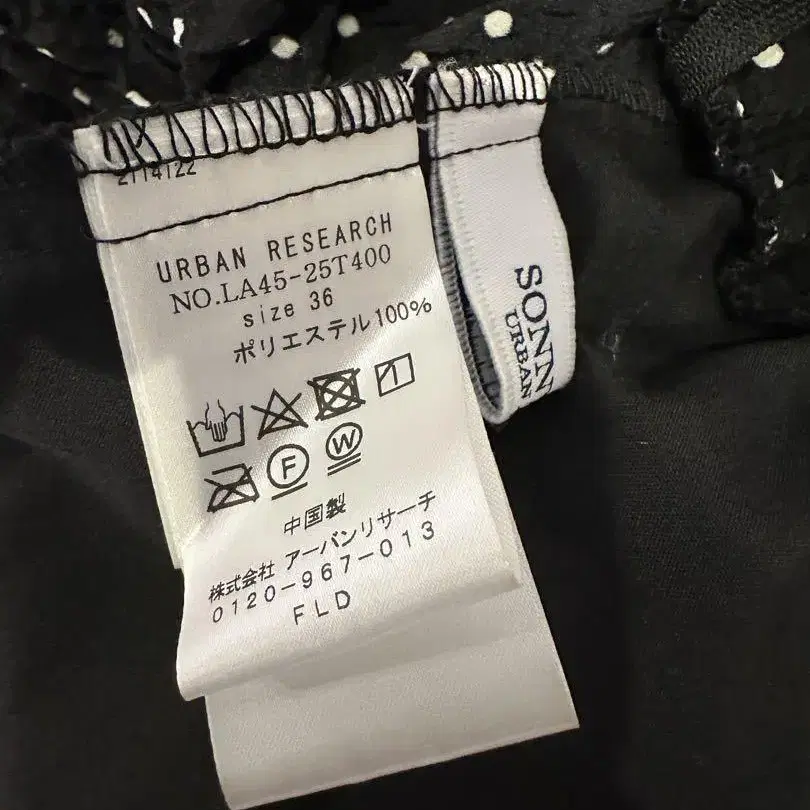 2114122
URBAN RESEARCH
NO.LA45-25T400
size 36
ポリエステル100%
F
W
中国製
株式会社 アーバンリサーチ
0120-967-013
FLD
SONN
URBAN